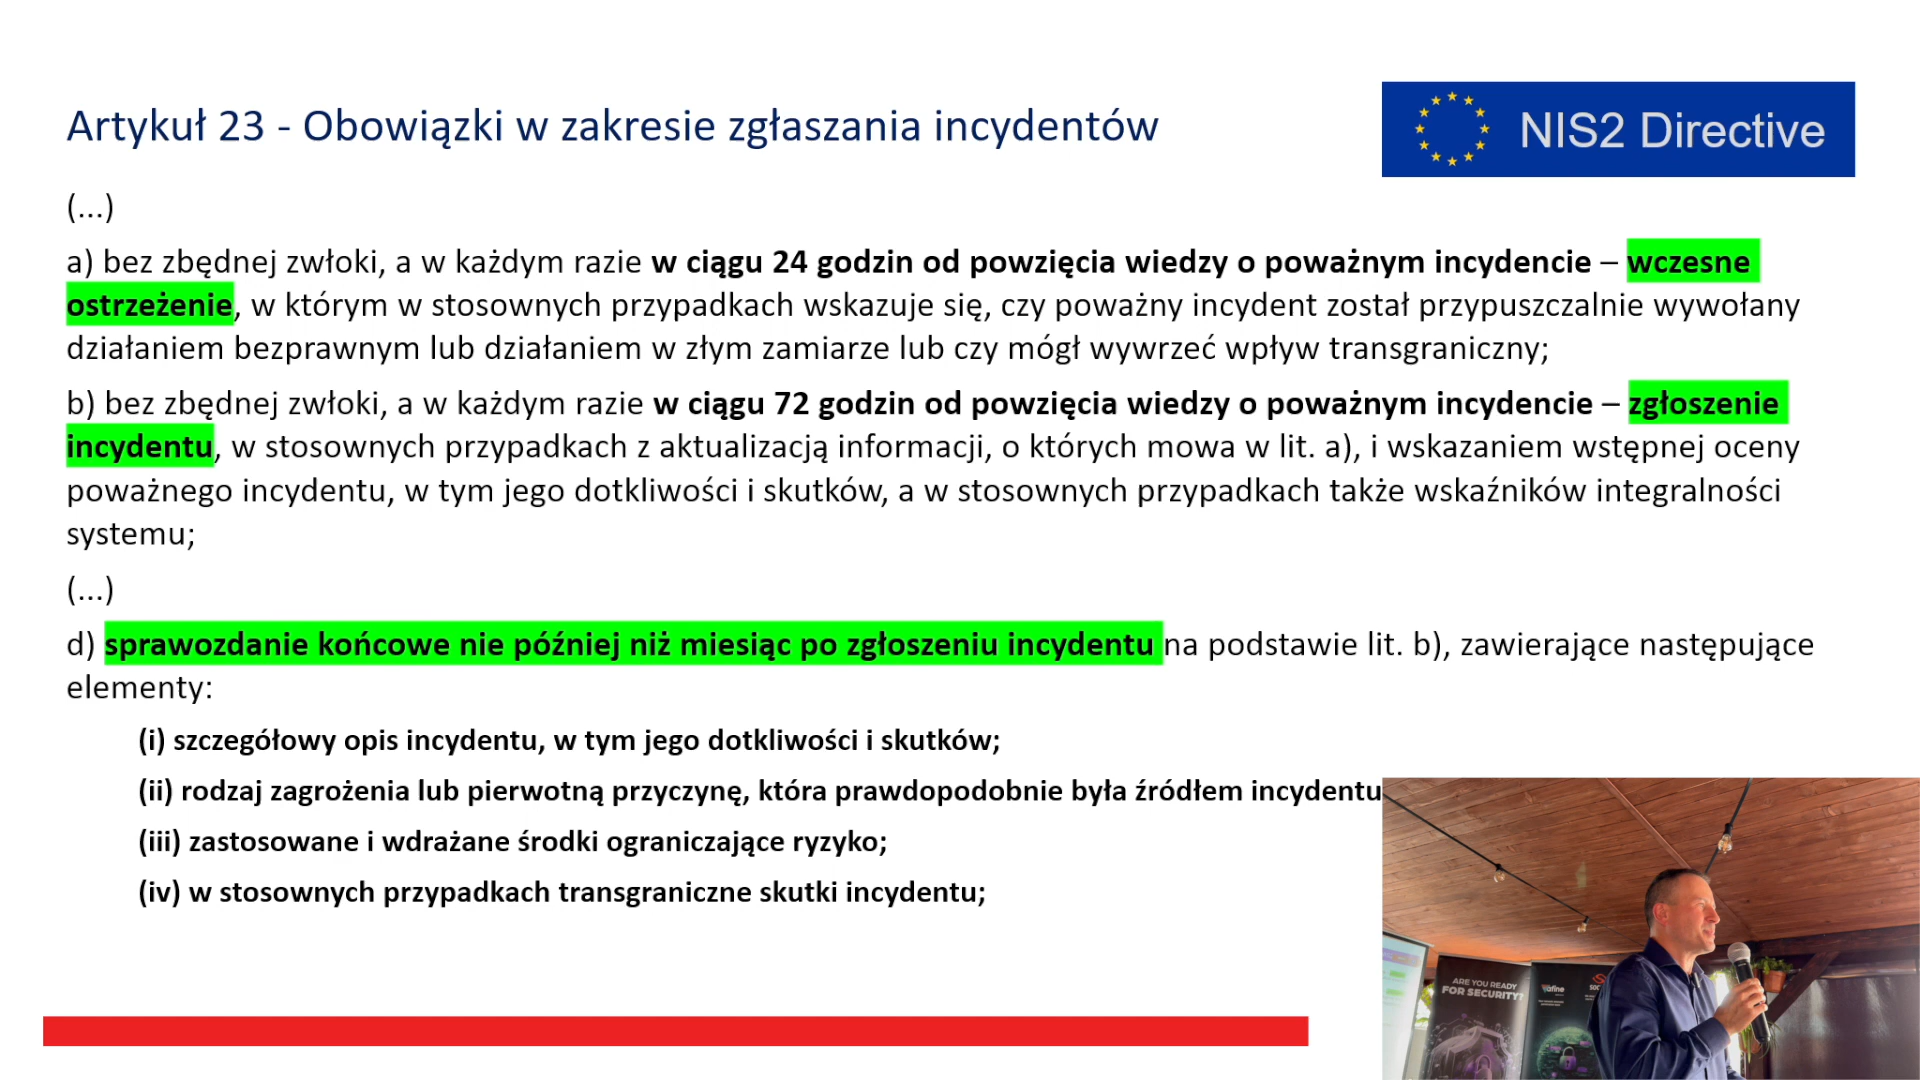 Artykuł 23 - Obowiązki w zakresie zgłaszania incydentów
NIS2 Directive
(...)
a) bez zbędnej zwłoki, a w każdym razie w ciągu 24 godzin od powzięcia wiedzy o poważnym incydencie – wczesne
ostrzeżenie, w którym w stosownych przypadkach wskazuje się, czy poważny incydent został przypuszczalnie wywołany
działaniem bezprawnym lub działaniem w złym zamiarze lub czy mógł wywrzeć wpływ transgraniczny;
b) bez zbędnej zwłoki, a w każdym razie w ciągu 72 godzin od powzięcia wiedzy o poważnym incydencie – zgłoszenie
incydentu, w stosownych przypadkach z aktualizacją informacji, o których mowa w lit. a), i wskazaniem wstępnej oceny
poważnego incydentu, w tym jego dotkliwości i skutków, a w stosownych przypadkach także wskaźników integralności
systemu;
(...)
d) sprawozdanie końcowe nie później niż miesiąc po zgłoszeniu incydentu na podstawie lit. b), zawierające następujące
elementy:
(i) szczegółowy opis incydentu, w tym jego dotkliwości i skutków;
(ii) rodzaj zagrożenia lub pierwotną przyczynę, która prawdopodobnie była źródłem incydentu
(iii) zastosowane i wdrażane środki ograniczające ryzyko;
(iv) w stosownych przypadkach transgraniczne skutki incydentu;
ARE YOU READY
FOR SECURITY?